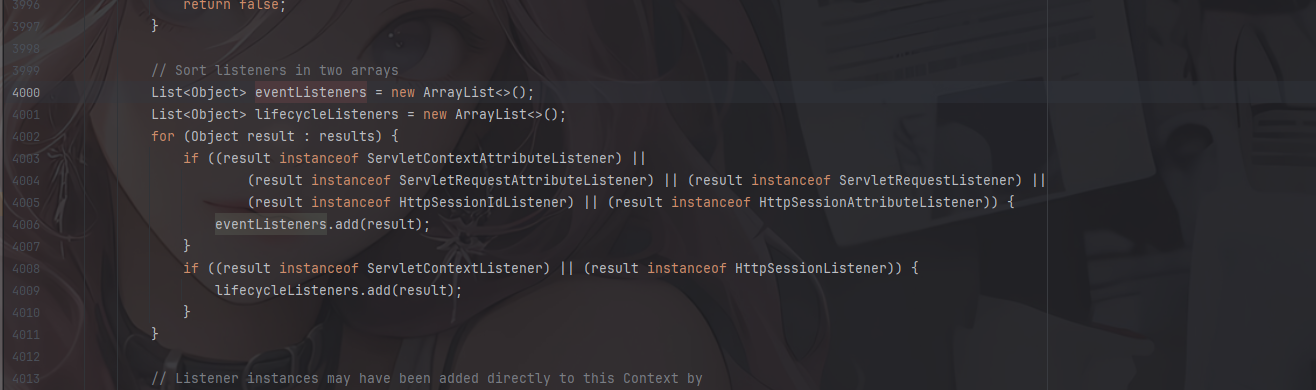 3996 return false;
3997 }
3998
3999 // Sort listeners in two arrays
4000 List<Object> eventListeners = new ArrayList<>();
4001 List<Object> lifecycleListeners = new ArrayList<>();
4002 for (Object result : results) {
4003 if ((result instanceof ServletContextAttributeListener) ||
4004 (result instanceof ServletRequestAttributeListener) || (result instanceof ServletRequestListener) ||
4005 (result instanceof HttpSessionIdListener) || (result instanceof HttpSessionAttributeListener)) {
4006 eventListeners.add(result);
4007 }
4008 if ((result instanceof ServletContextListener) || (result instanceof HttpSessionListener)) {
4009 lifecycleListeners.add(result);
4010 }
4011 }
4012
4013 // Listener instances may have been added directly to this Context by